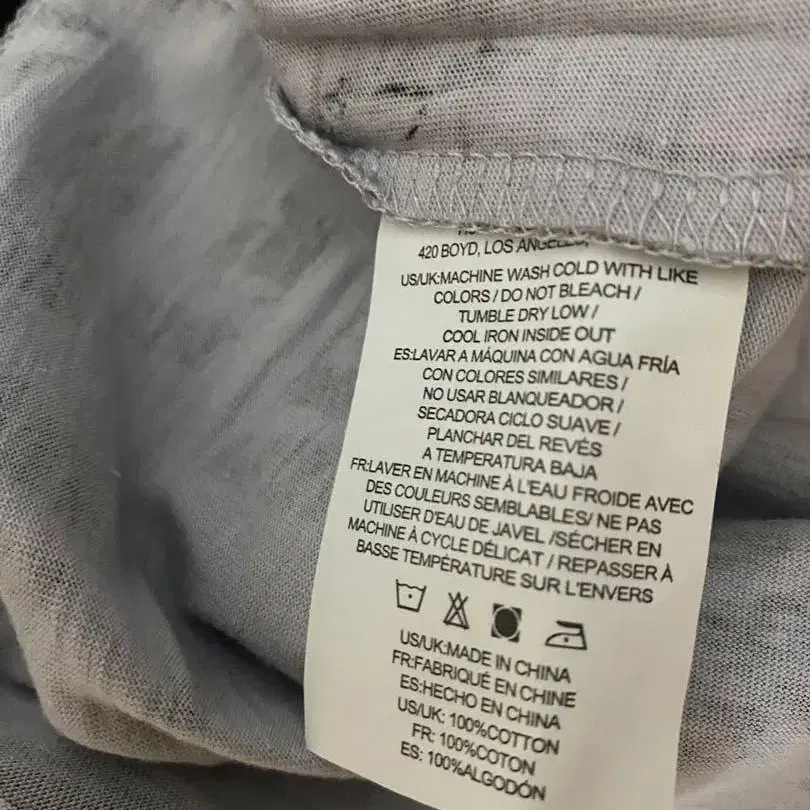 420 BOYD, LOS ANGELES,
US/UK:MACHINE WASH COLD WITH LIKE
COLORS / DO NOT BLEACH /
TUMBLE DRY LOW /
COOL IRON INSIDE OUT
ES:LAVAR A MÁQUINA CON AGUA FRÍA
CON COLORES SIMILARES /
NO USAR BLANQUEADOR /
SECADORA CICLO SUAVE /
PLANCHAR DEL REVÉS
A TEMPERATURA BAJA
FR:LAVER EN MACHINE À L'EAU FROIDE AVEC
DES COULEURS SEMBLABLES/ NE PAS
UTILISER D'EAU DE JAVEL /SÉCHER EN
MACHINE À CYCLE DÉLICAT / REPASSER À
BASSE TEMPÉRATURE SUR L'ENVERS
US/UK:MADE IN CHINA
FR:FABRIQUÉ EN CHINE
ES:HECHO EN CHINA
US/UK: 100%COTTON
FR: 100%COTON
ES: 100%ALGODÓN